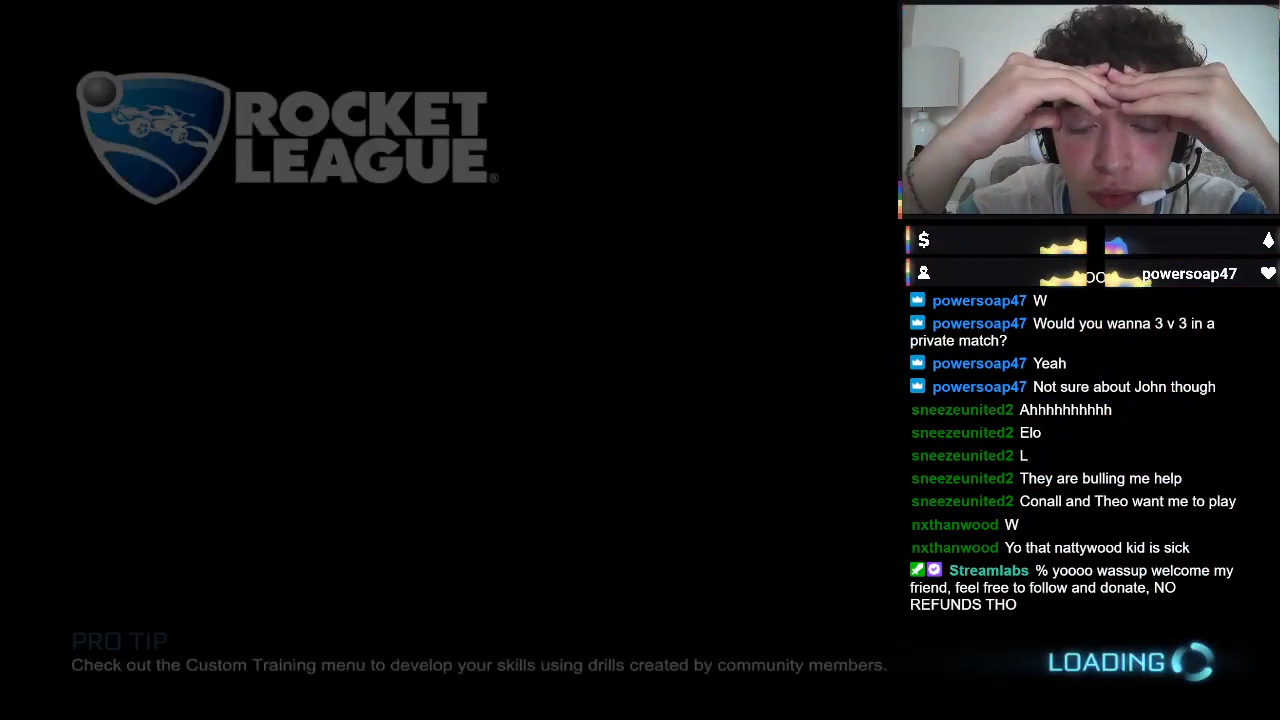 ROCKET
LEAGUE®
$
powersoap47
powersoap47 W
powersoap47 Would you wanna 3 v 3 in a
private match?
powersoap47 Yeah
powersoap47 Not sure about John though
sneezeunited2 Ahhhhhhhhhh
sneezeunited2 Elo
sneezeunited2 L
sneezeunited2 They are bulling me help
sneezeunited2 Conall and Theo want me to play
nxthanwood W
nxthanwood Yo that nattywood kid is sick
Streamlabs % yoooo wassup welcome my
friend, feel free to follow and donate, NO
REFUNDS THO
PRO TIP
Check out the Custom Training menu to develop your skills using drills created by community members.
LOADING